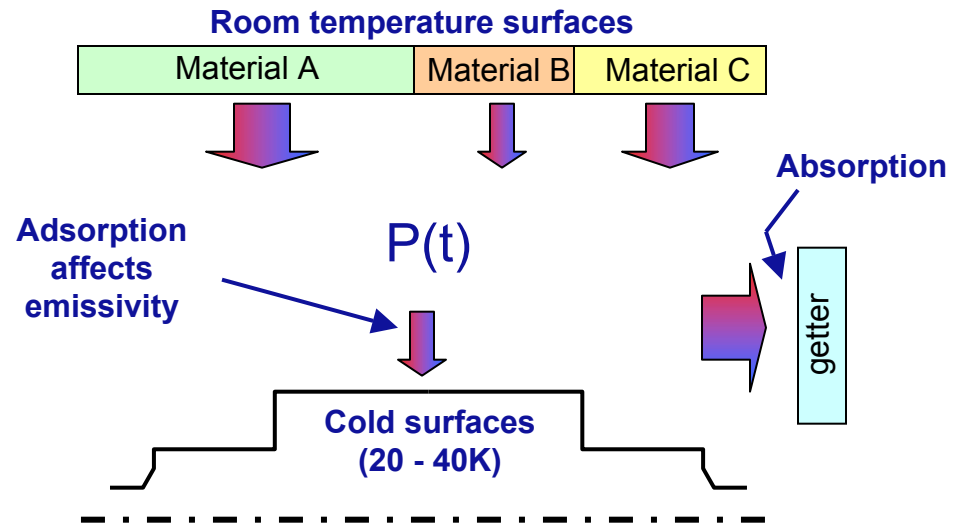 Room temperature surfaces
Material A
Material B
Material C
Absorption
Adsorption
affects
emissivity
P(t)
getter
Cold surfaces
(20 - 40K)